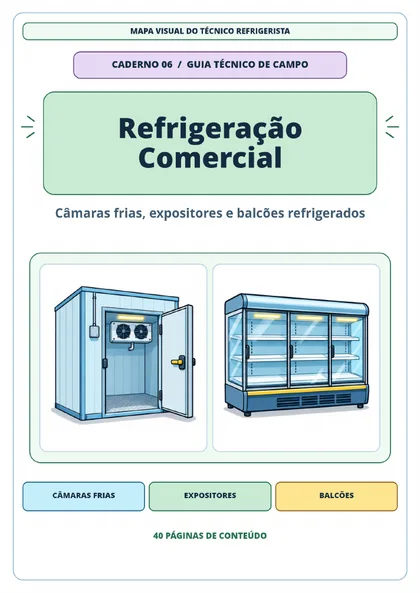 MAPA VISUAL DO TÉCNICO REFRIGERISTA
CADERNO 06 / GUIA TÉCNICO DE CAMPO
Refrigeração
Comercial
Câmaras frias, expositores e balcões refrigerados
CÂMARAS FRIAS
EXPOSITORES
BALCÕES
40 PÁGINAS DE CONTEÚDO